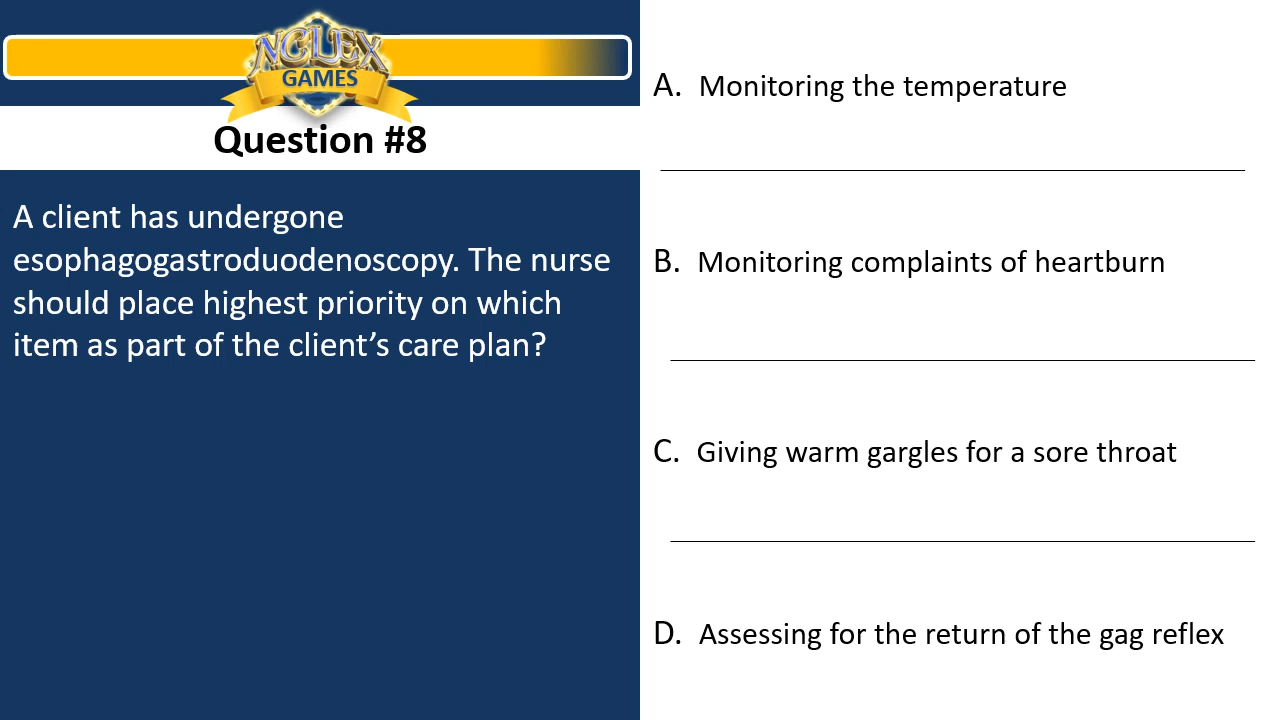 NCLEX
GAMES
Question #8
A client has undergone
esophagogastroduodenoscopy. The nurse
should place highest priority on which
item as part of the client’s care plan?
A. Monitoring the temperature
B. Monitoring complaints of heartburn
C. Giving warm gargles for a sore throat
D. Assessing for the return of the gag reflex